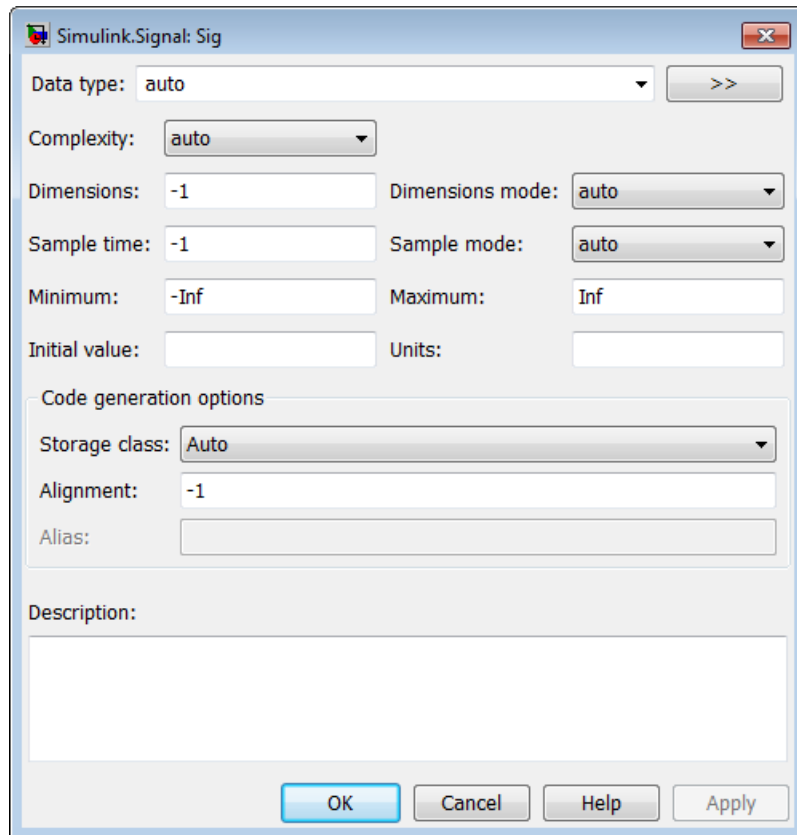 Simulink.Signal: Sig
Data type: auto >>
Complexity: auto
Dimensions: -1 Dimensions mode: auto
Sample time: -1 Sample mode: auto
Minimum: -Inf Maximum: Inf
Initial value: Units:
Code generation options
Storage class: Auto
Alignment: -1
Alias:
Description:
OK Cancel Help Apply